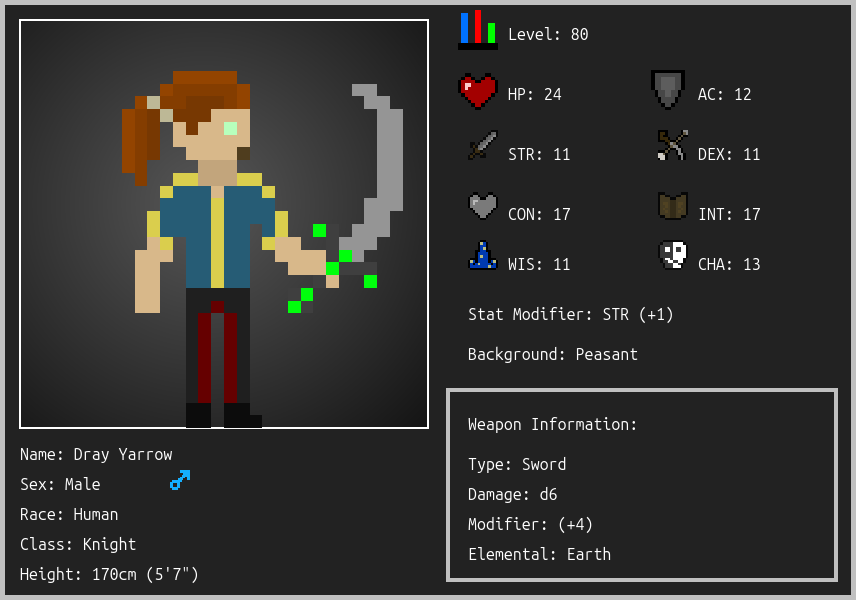 Level: 80
HP: 24
AC: 12
STR: 11
DEX: 11
CON: 17
INT: 17
WIS: 11
CHA: 13
Stat Modifier: STR (+1)
Background: Peasant
Weapon Information:
Type: Sword
Damage: d6
Modifier: (+4)
Elemental: Earth
Name: Dray Yarrow
Sex: Male
Race: Human
Class: Knight
Height: 170cm (5'7")